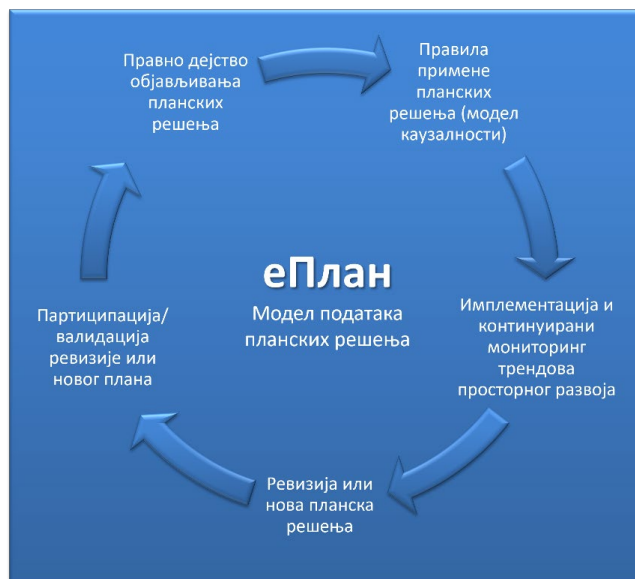 Правно дејство
објављивања
планских
решења
Правила
примене
планских
решења (модел
каузалности)
еПлан
Модел података
планских решења
Имплементација и
континуирани
мониторинг
трендова
просторног развоја
Ревизија или
нова планска
решења
Партиципација/
валидација
ревизије или
новог плана